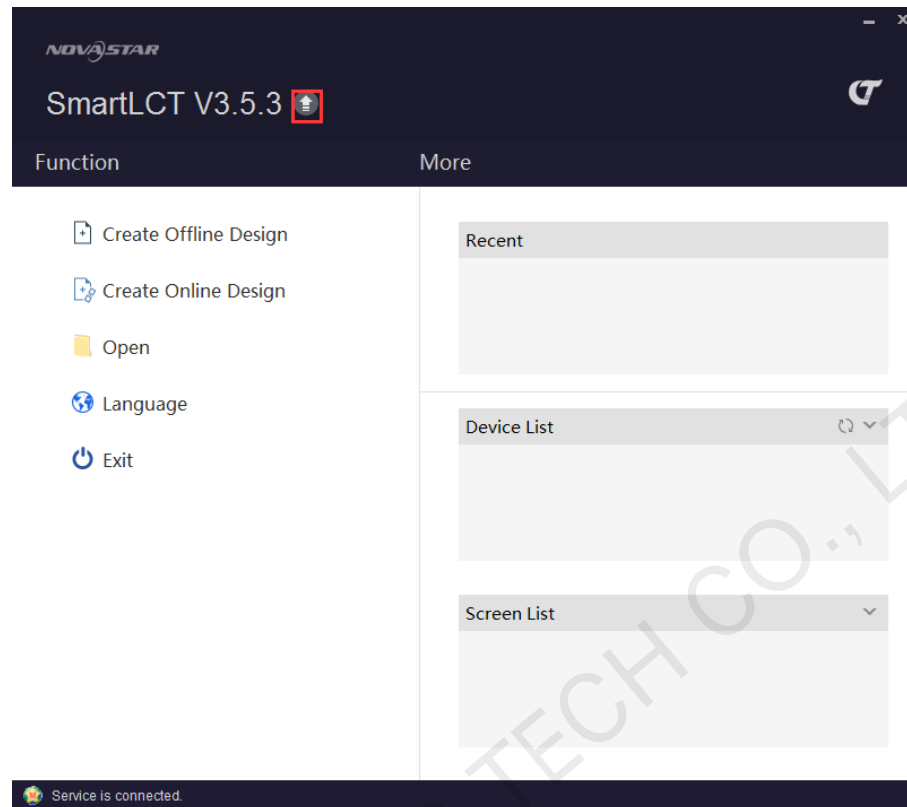 NOVASTAR
SmartLCT V3.5.3
Function
More
Create Offline Design
Create Online Design
Open
Language
Exit
Recent
Device List
Screen List
Service is connected.
TECH CO., LT